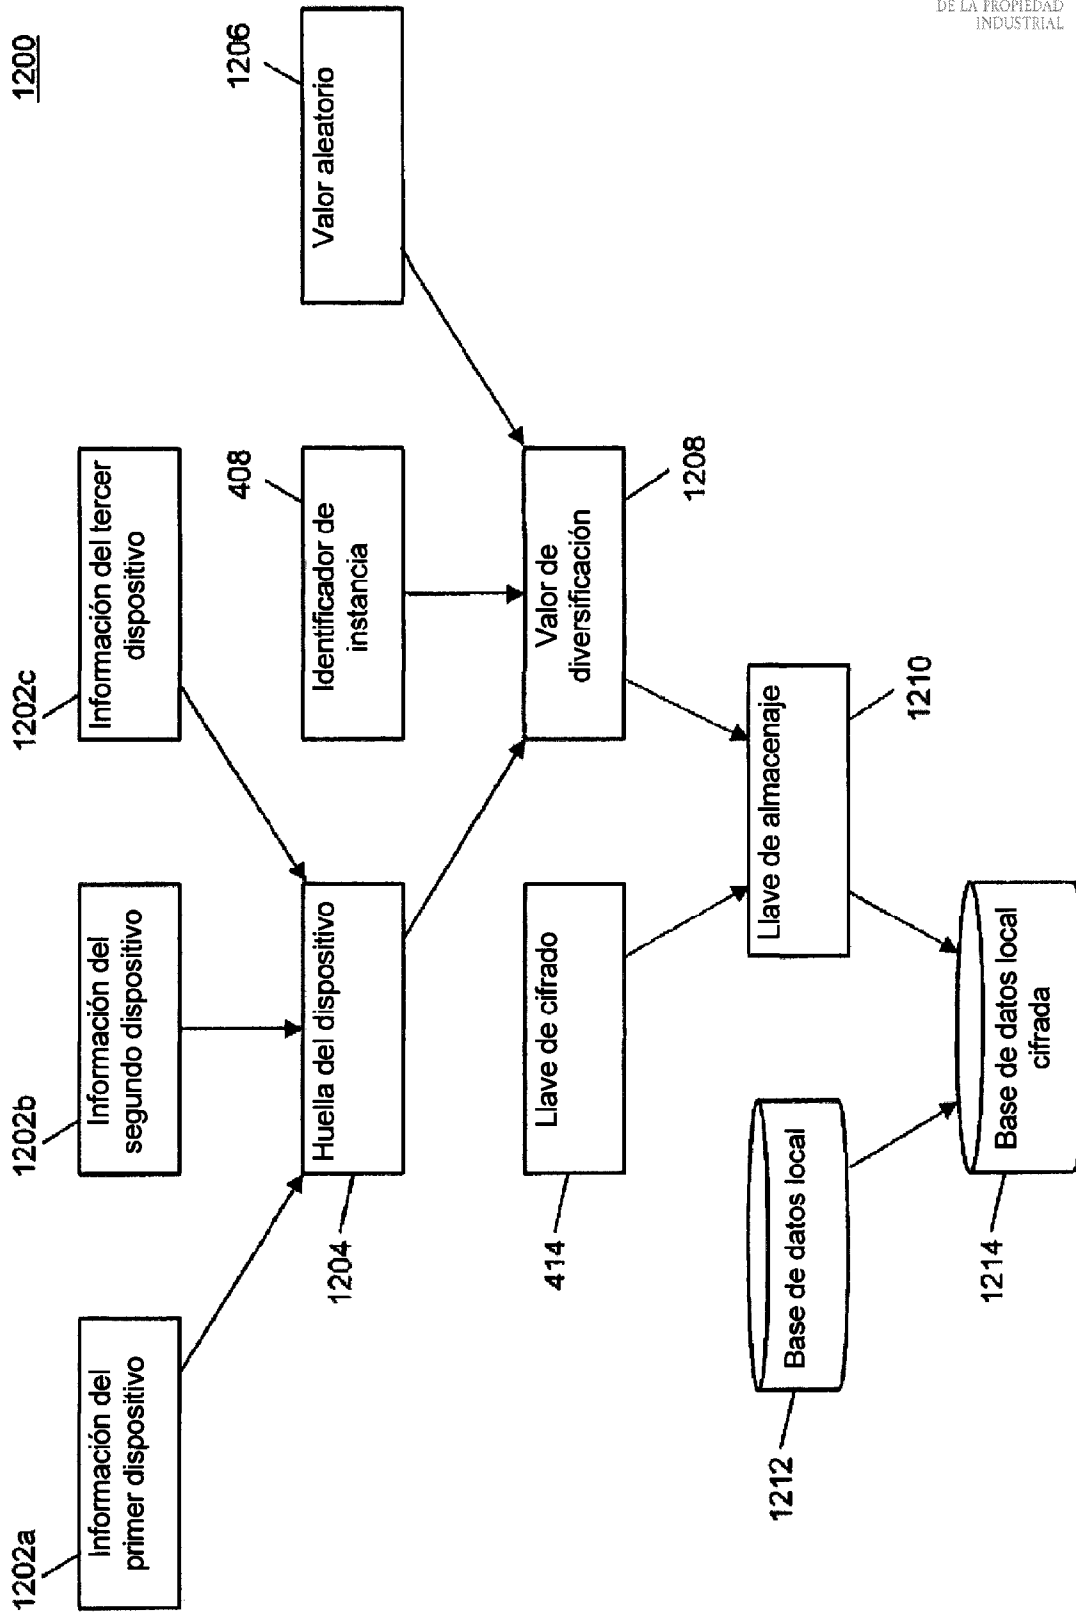 DE LA PROPIEDAD
INDUSTRIAL
1200
1202a
Información del
primer dispositivo
1202b
Información del
segundo dispositivo
1202c
Información del tercer
dispositivo
1204
Huella del dispositivo
408
Identificador de
instancia
1206
Valor aleatorio
414
Llave de cifrado
Valor de
diversificación
1208
1212
Base de datos local
Llave de almacenaje
1210
1214
Base de datos local
cifrada